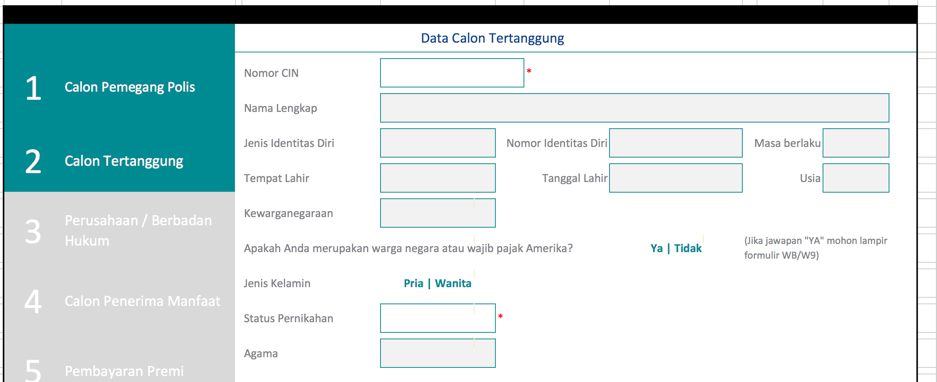 Data Calon Tertanggung
1 Calon Pemegang Polis
2 Calon Tertanggung
3 Perusahaan / Berbadan
Hukum
4 Calon Penerima Manfaat
5 Pembayaran Premi
Nomor CIN *
Nama Lengkap
Jenis Identitas Diri Nomor Identitas Diri Masa berlaku
Tempat Lahir Tanggal Lahir Usia
Kewarganegaraan
Apakah Anda merupakan warga negara atau wajib pajak Amerika? Ya | Tidak (Jika jawapan "YA" mohon lampir
formulir WB/W9)
Jenis Kelamin Pria | Wanita
Status Pernikahan *
Agama